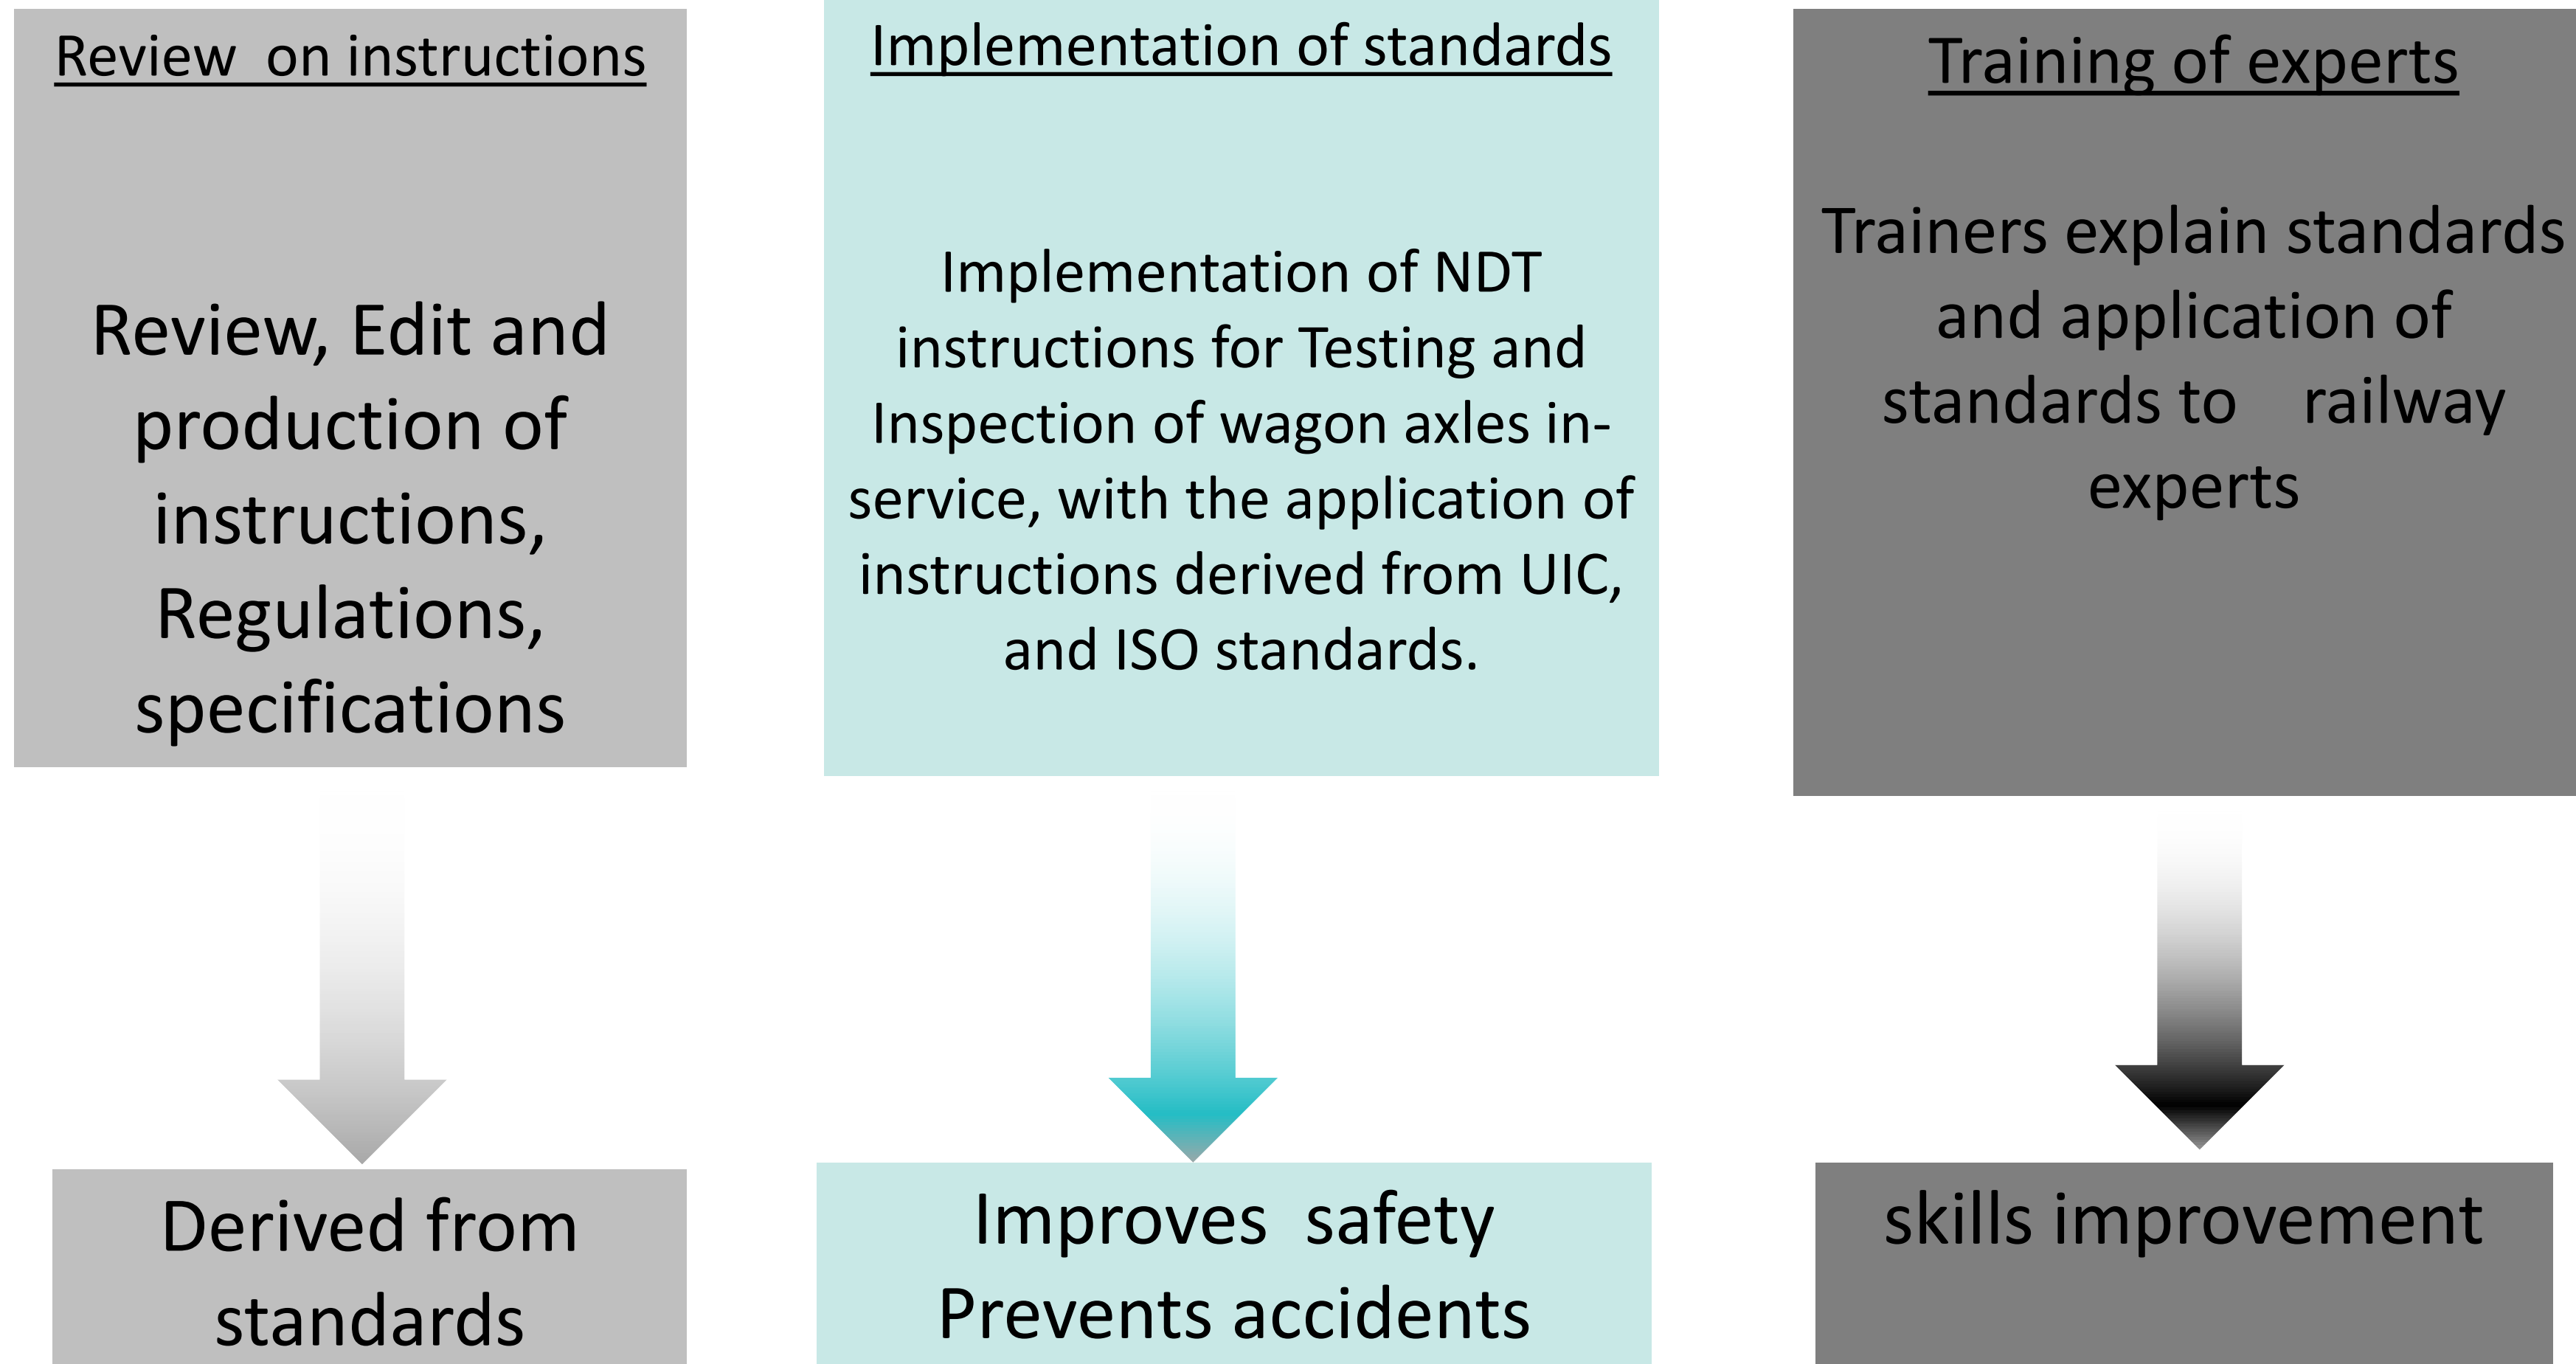 Review  on instructions
Review, Edit and
production of
instructions,
Regulations,
specifications
Implementation of standards
Implementation of NDT
instructions for Testing and
Inspection of wagon axles in-
service, with the application of
instructions derived from UIC,
and ISO standards.
Training of experts
Trainers explain standards
and application of
standards to    railway
experts
Derived from
standards
Improves  safety
Prevents accidents
skills improvement